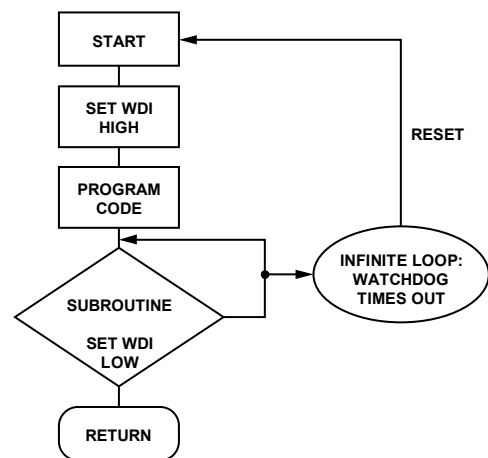 START
SET WDI
HIGH
PROGRAM
CODE
SUBROUTINE
SET WDI
LOW
RETURN
INFINITE LOOP:
WATCHDOG
TIMES OUT
RESET